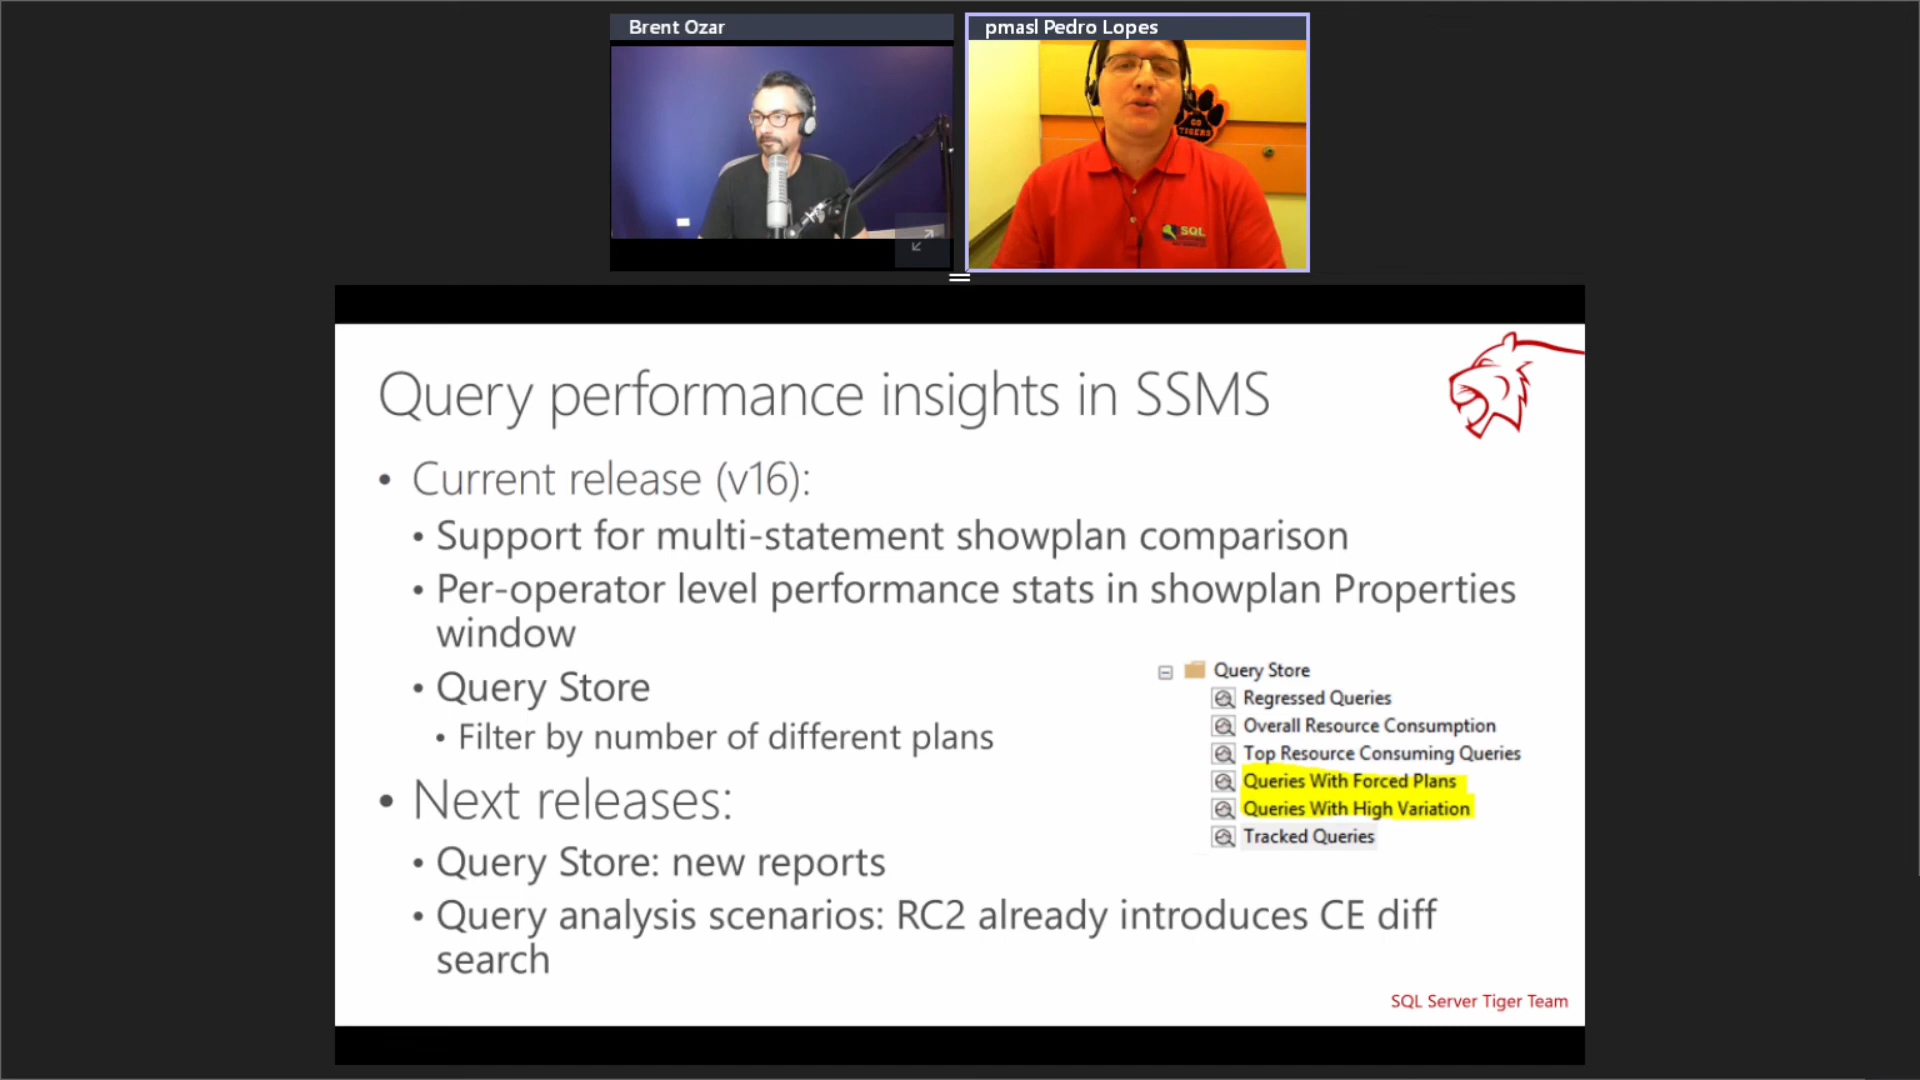 Brent Ozar
pmasl Pedro Lopes
GO
TIGERS
SQL
Query performance insights in SSMS
• Current release (v16):
• Support for multi-statement showplan comparison
• Per-operator level performance stats in showplan Properties
window
• Query Store
• Filter by number of different plans
• Next releases:
• Query Store: new reports
• Query analysis scenarios: RC2 already introduces CE diff
search
Query Store
Regressed Queries
Overall Resource Consumption
Top Resource Consuming Queries
Queries With Forced Plans
Queries With High Variation
Tracked Queries
SQL Server Tiger Team